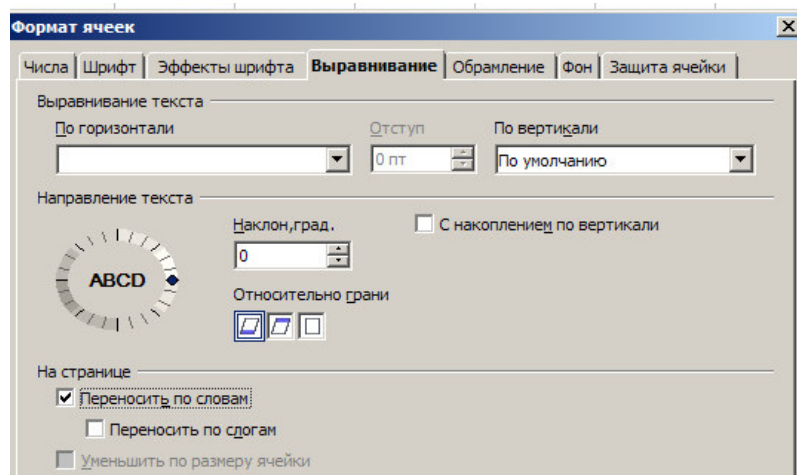 Формат ячеек
Числа Шрифт Эффекты шрифта Выравнивание Обрамление Фон Защита ячейки
Выравнивание текста
По горизонтали Отступ По вертикали
0 пт По умолчанию
Направление текста
Наклон,град. С накоплением по вертикали
0
ABCD
Относительно грани
На странице
Переносить по словам
Переносить по слогам
Уменьшить по размеру ячейки